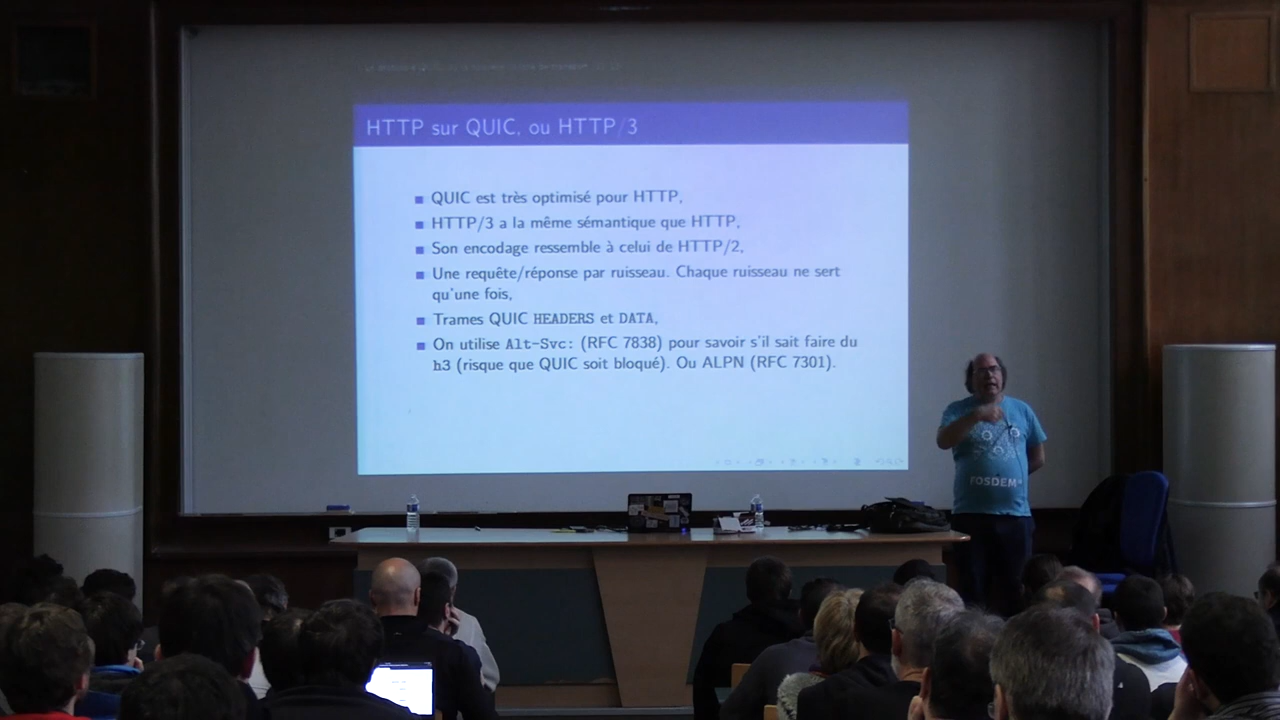 HTTP sur QUIC, ou HTTP/3
QUIC est très optimisé pour HTTP,
HTTP/3 a la même sémantique que HTTP,
Son encodage ressemble à celui de HTTP/2,
Une requête/réponse par ruisseau. Chaque ruisseau ne sert
qu'une fois,
Trames QUIC HEADERS et DATA,
On utilise Alt-Svc: (RFC 7838) pour savoir s'il sait faire du
h3 (risque que QUIC soit bloqué). Ou ALPN (RFC 7301).
FOSDEM